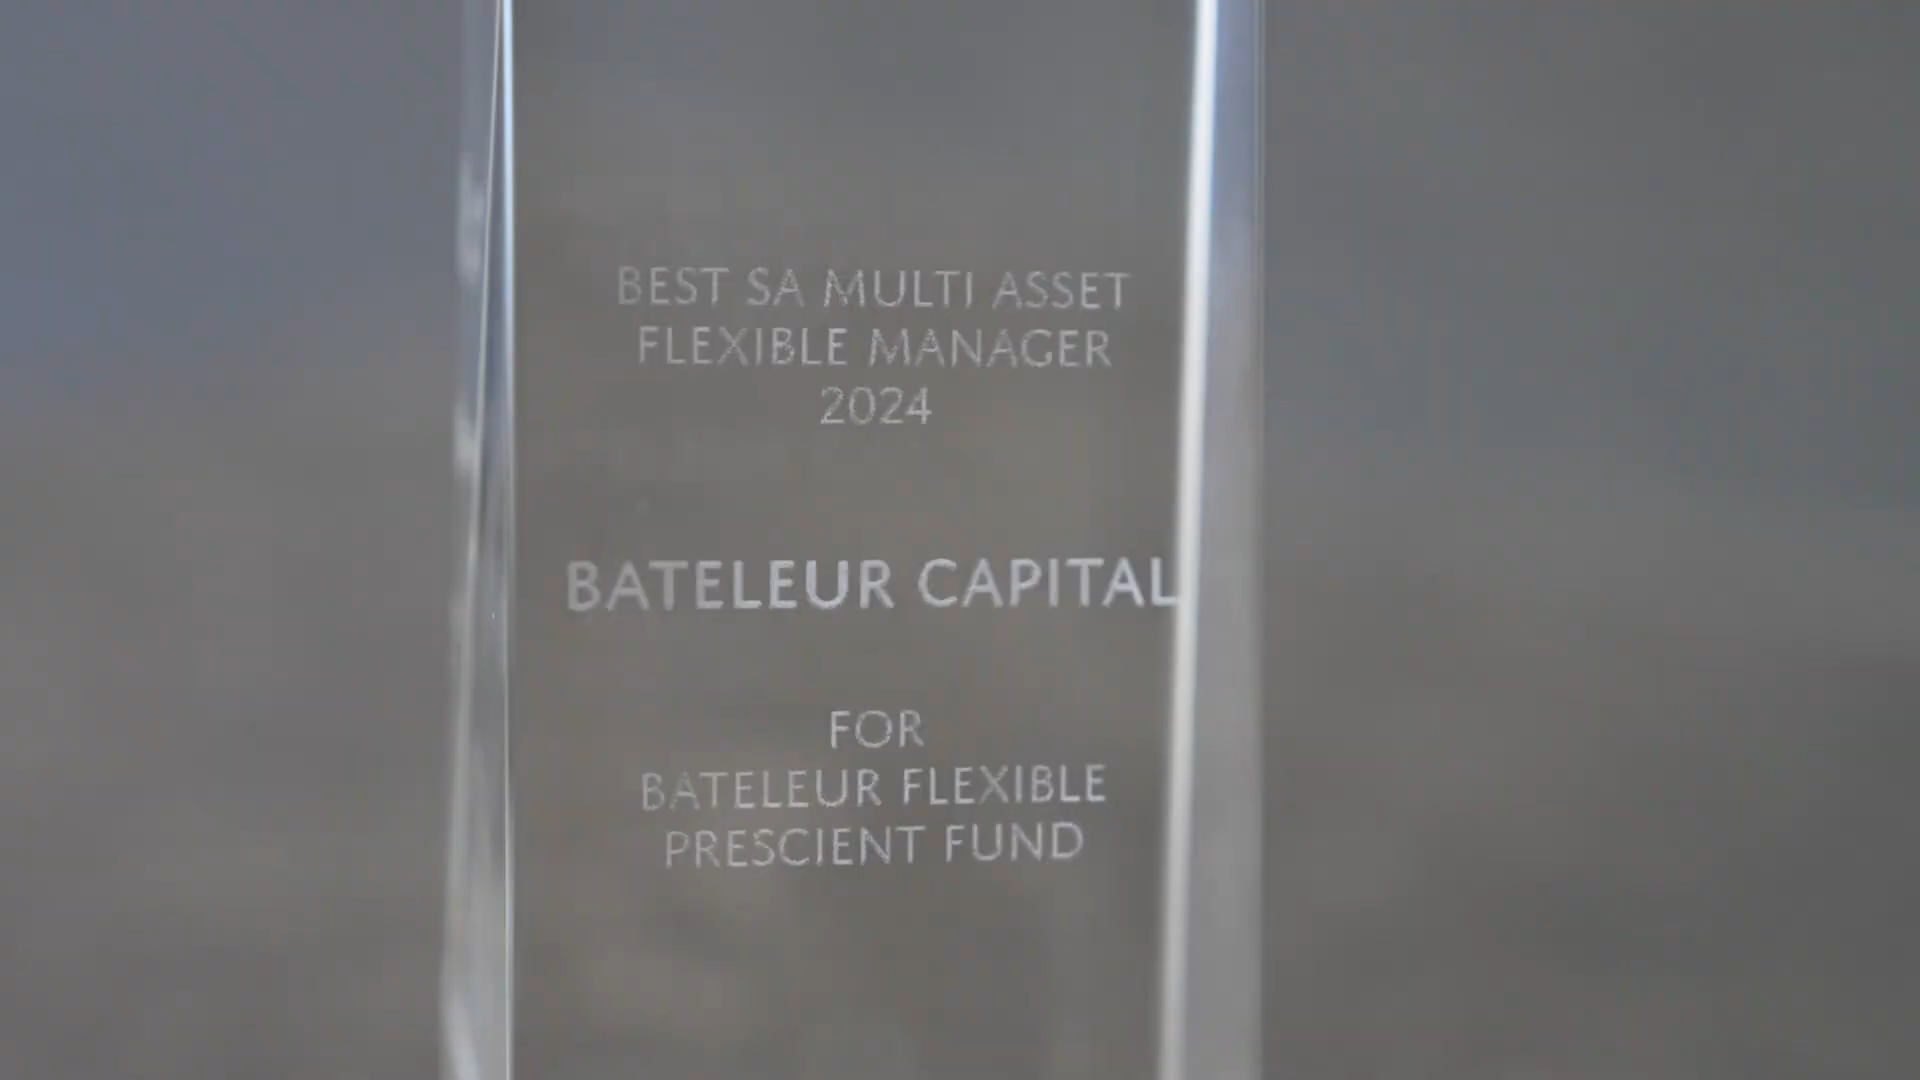 BEST SA MULTI ASSET
FLEXIBLE MANAGER
2024
BATELEUR CAPITAL
FOR
BATELEUR FLEXIBLE
PRESCIENT FUND